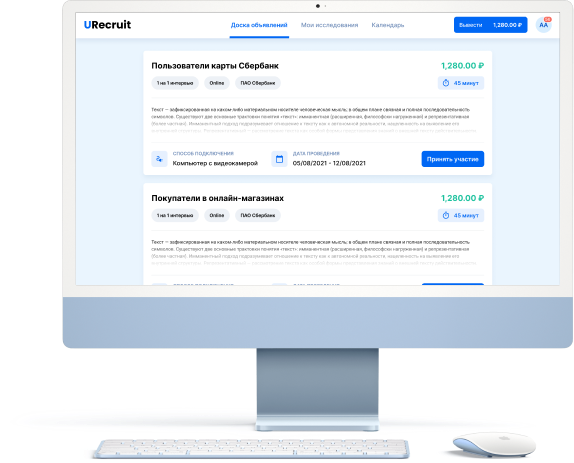 URecruit
Доска объявлений
Мои исследования
Календарь
Вывести 1,280.00 ₽
АА
Пользователи карты Сбербанк
1,280.00 ₽
1 на 1 интервью
Online
ПАО Сбербанк
45 минут
Текст — зафиксированная на каком-либо материальном носителе человеческая мысль; в общем плане связная и полная последовательность
символов. Существуют две основные трактовки понятия «текст»: имманентная (расширенная, философски нагруженная) и репрезентативная
(более частная). Имманентный подход подразумевает отношение к тексту как к автономной реальности, нацеленность на выявление его
СПОСОБ ПОДКЛЮЧЕНИЯ
Компьютер с видеокамерой
ДАТА ПРОВЕДЕНИЯ
05/08/2021 - 12/08/2021
Принять участие
Покупатели в онлайн-магазинах
1,280.00 ₽
1 на 1 интервью
Online
ПАО Сбербанк
45 минут
Текст — зафиксированная на каком-либо материальном носителе человеческая мысль; в общем плане связная и полная последовательность
символов. Существуют две основные трактовки понятия «текст»: имманентная (расширенная, философски нагруженная) и репрезентативная
(более частная). Имманентный подход подразумевает отношение к тексту как к автономной реальности, нацеленность на выявление его